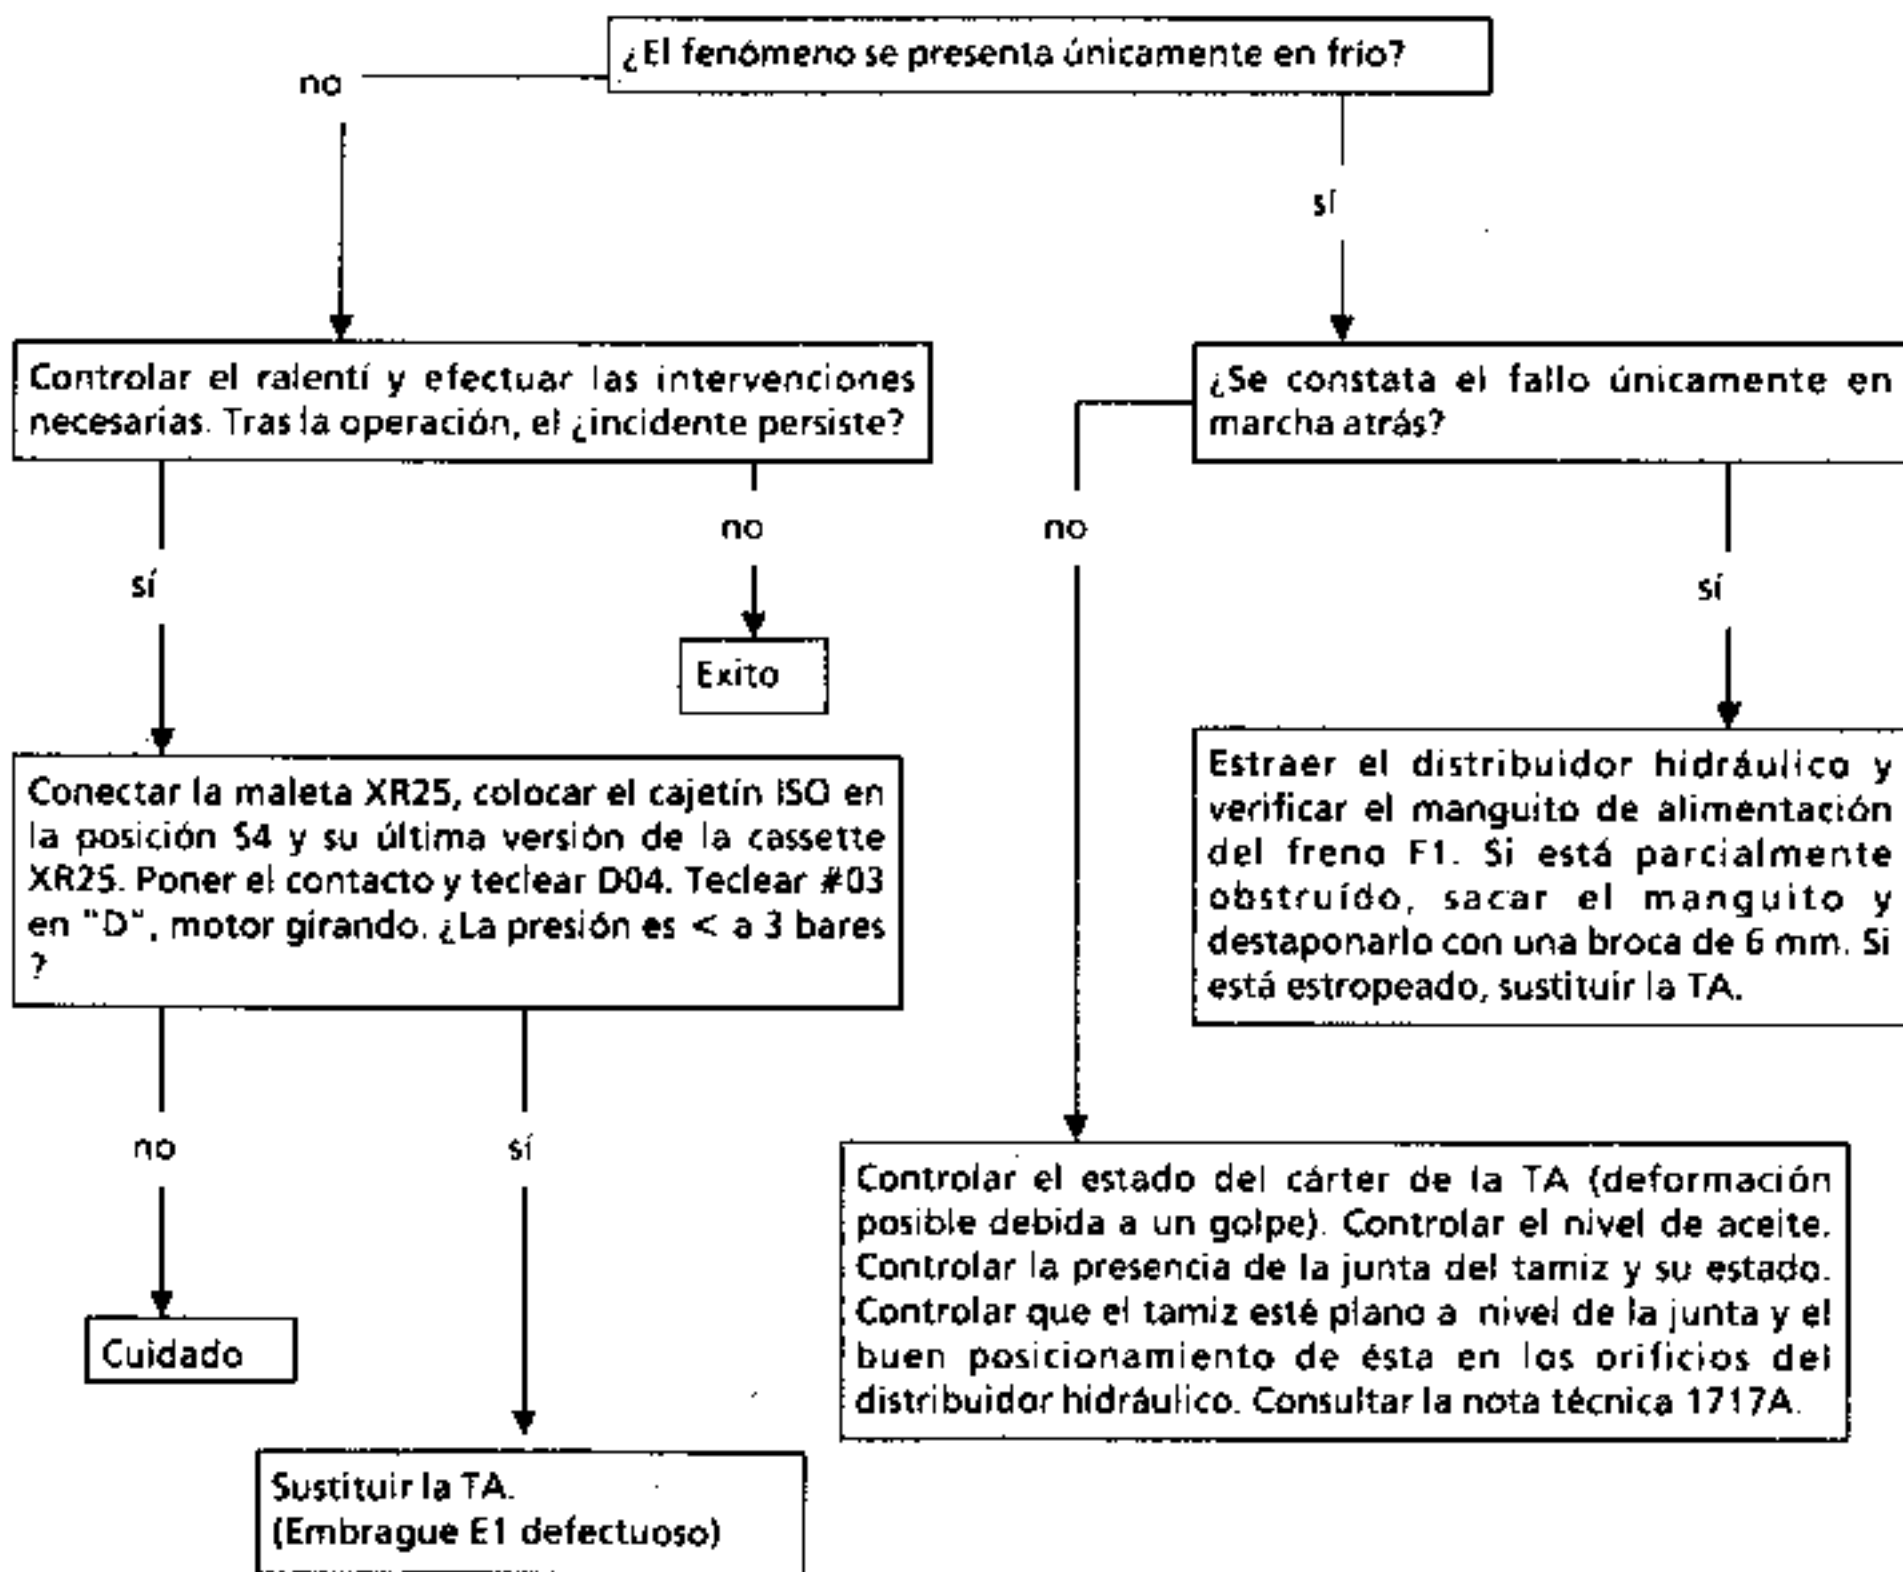 ¿El fenómeno se presenta únicamente en frío?
no
sí
Controlar el ralentí y efectuar las intervenciones
necesarias. Tras la operación, el ¿incidente persiste?
¿Se constata el fallo únicamente en
marcha atrás?
no
no
sí
sí
Exito
Conectar la maleta XR25, colocar el cajetín ISO en
la posición S4 y su última versión de la cassette
XR25. Poner el contacto y teclear D04. Teclear #03
en "D", motor girando. ¿La presión es < a 3 bares
?
Estraer el distribuidor hidráulico y
verificar el manguito de alimentación
del freno F1. Si está parcialmente
obstruído, sacar el manguito y
destaponarlo con una broca de 6 mm. Si
está estropeado, sustituir la TA.
no
sí
Controlar el estado del cárter de la TA (deformación
posible debida a un golpe). Controlar el nivel de aceite.
Controlar la presencia de la junta del tamiz y su estado.
Controlar que el tamiz esté plano a nivel de la junta y el
buen posicionamiento de ésta en los orificios del
distribuidor hidráulico. Consultar la nota técnica 1717A.
Cuidado
Sustituir la TA.
(Embrague E1 defectuoso)